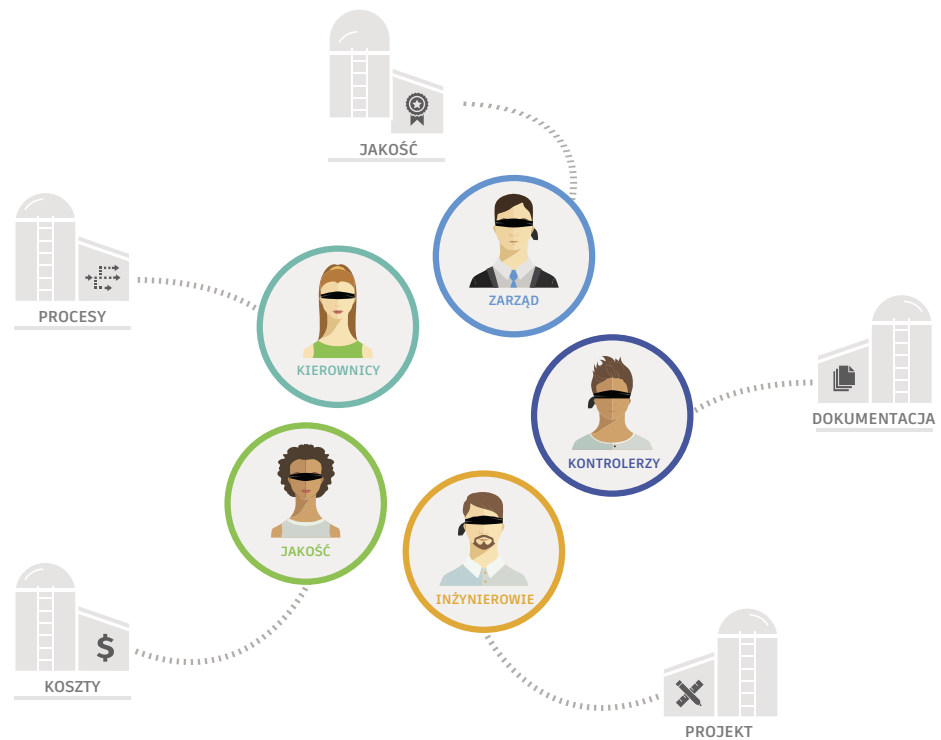 JAKOŚĆ
ZARZĄD
PROCESY
KIEROWNICY
DOKUMENTACJA
KONTROLERZY
JAKOŚĆ
INŻYNIEROWIE
$
KOSZTY
PROJEKT